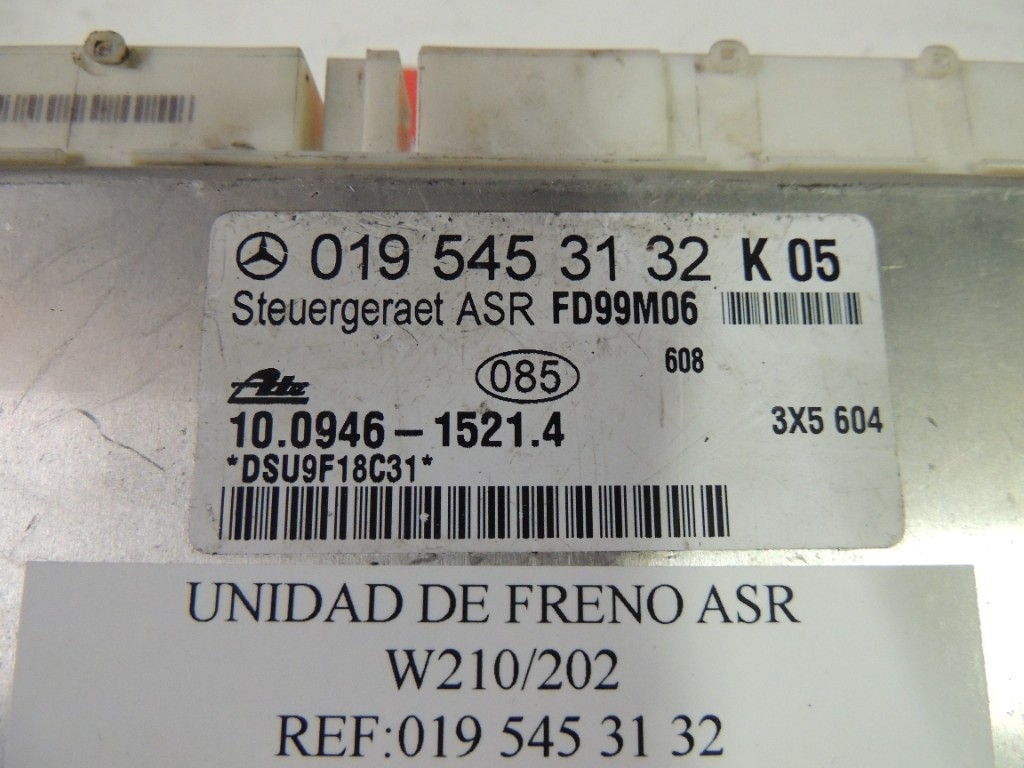 019 545 31 32 K 05
Steuergeraet ASR FD99M06
085 608
Ate
10.0946-1521.4 3X5 604
*DSU9F18C31*
UNIDAD DE FRENO ASR
W210/202
REF:019 545 31 32